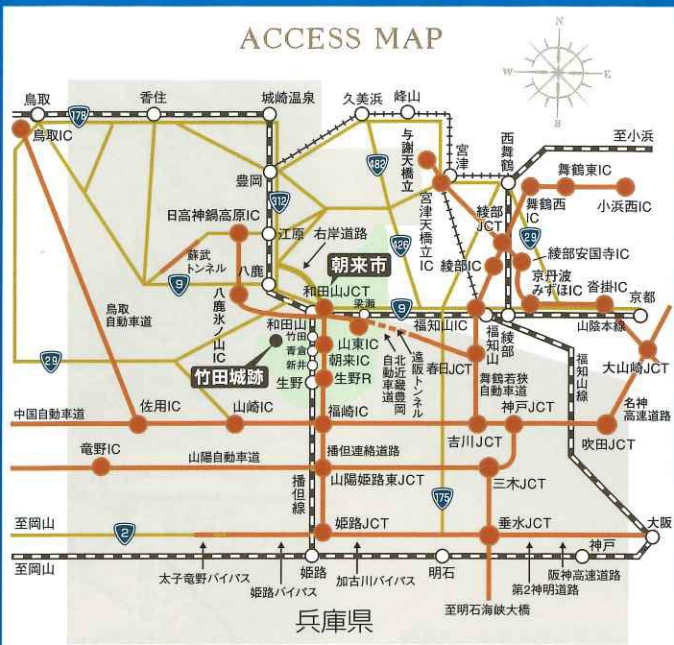 ACCESS MAP
N
W
E
S
鳥取
178
香住
城崎温泉
久美浜
峰山
鳥取IC
与謝天橋立
宮津
西舞鶴
至小浜
482
豊岡
舞鶴東IC
312
日高神鍋高原IC
宮津天橋立IC
綾部JCT
舞鶴西IC
小浜西IC
29
江原
右岸道路
426
綾部安国寺IC
蘇武トンネル
朝来市
綾部IC
京丹波みずほIC
沓掛IC
9
八鹿
和田山JCT
梁瀬
9
京都
鳥取自動車道
八鹿氷ノ山IC
和田山
福知山IC
福知山
綾部
山陰本線
竹田
山東IC
29
青倉
朝来IC
北近畿豊岡自動車道
遠阪トンネル
春日JCT
大山崎JCT
竹田城跡
新井
生野
生野R
舞鶴若狭自動車道
福知山線
中国自動車道
佐用IC
山崎IC
福崎IC
吉川JCT
神戸JCT
名神高速道路
吹田JCT
竜野IC
山陽自動車道
播但連絡道路
山陽姫路東JCT
三木JCT
播但線
175
至岡山
2
姫路JCT
垂水JCT
大阪
至岡山
太子竜野バイパス
姫路バイパス
姫路
加古川バイパス
明石
神戸
阪神高速道路
第2神明道路
至明石海峡大橋
兵庫県